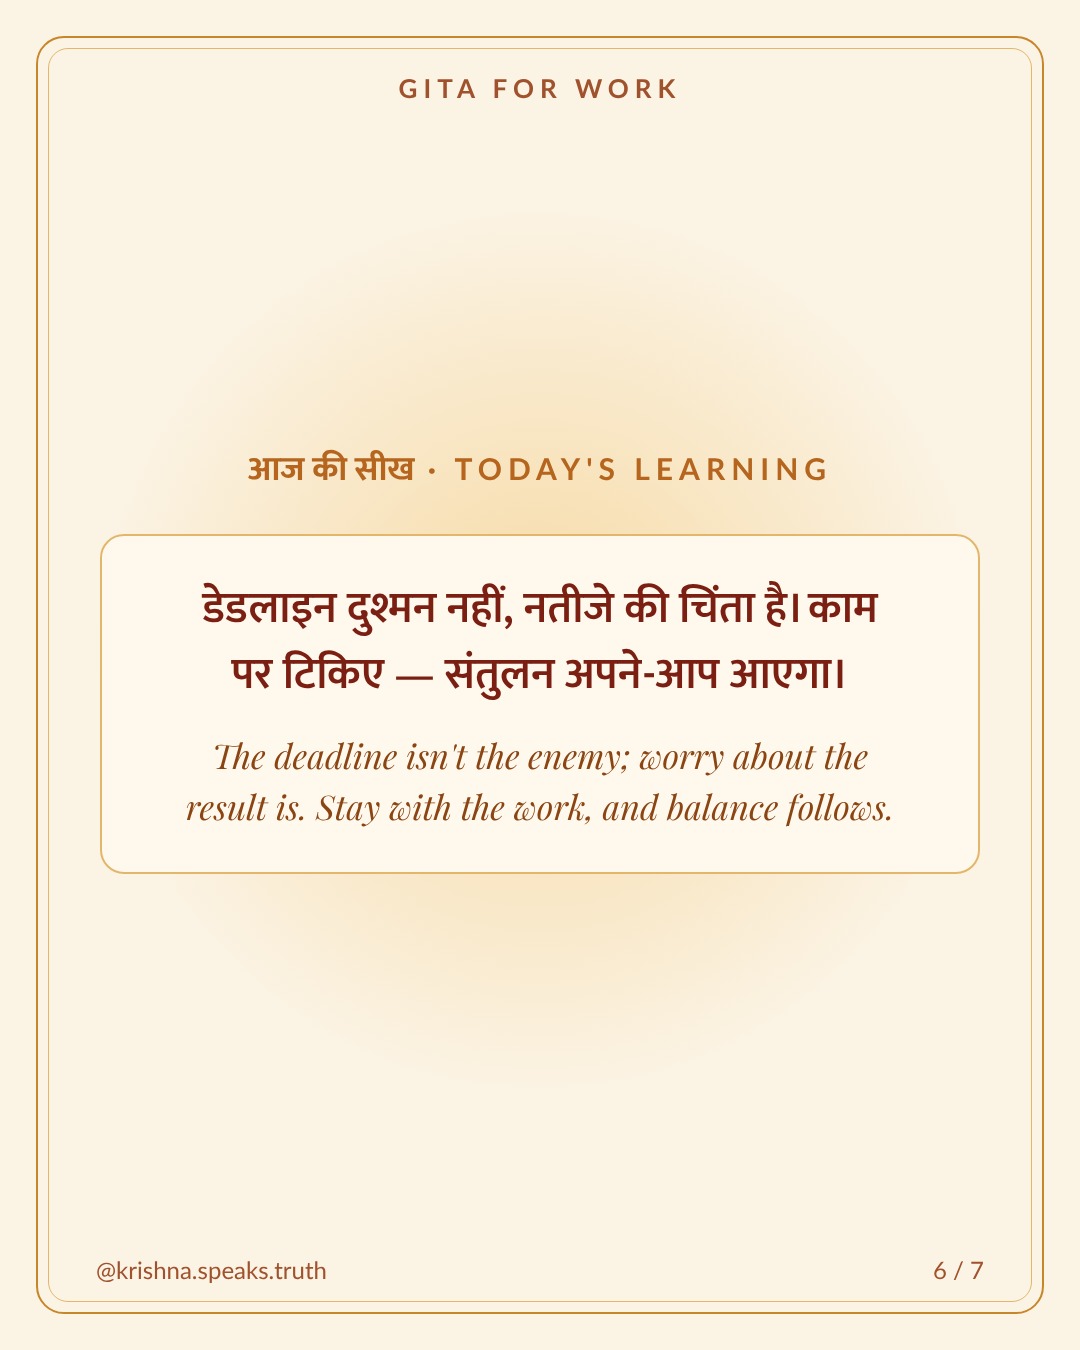 GITA FOR WORK
आज की सीख · TODAY'S LEARNING
डेडलाइन दुश्मन नहीं, नतीजे की चिंता है। काम
पर टिकिए — संतुलन अपने-आप आएगा।
The deadline isn't the enemy; worry about the
result is. Stay with the work, and balance follows.
@krishna.speaks.truth
6 / 7